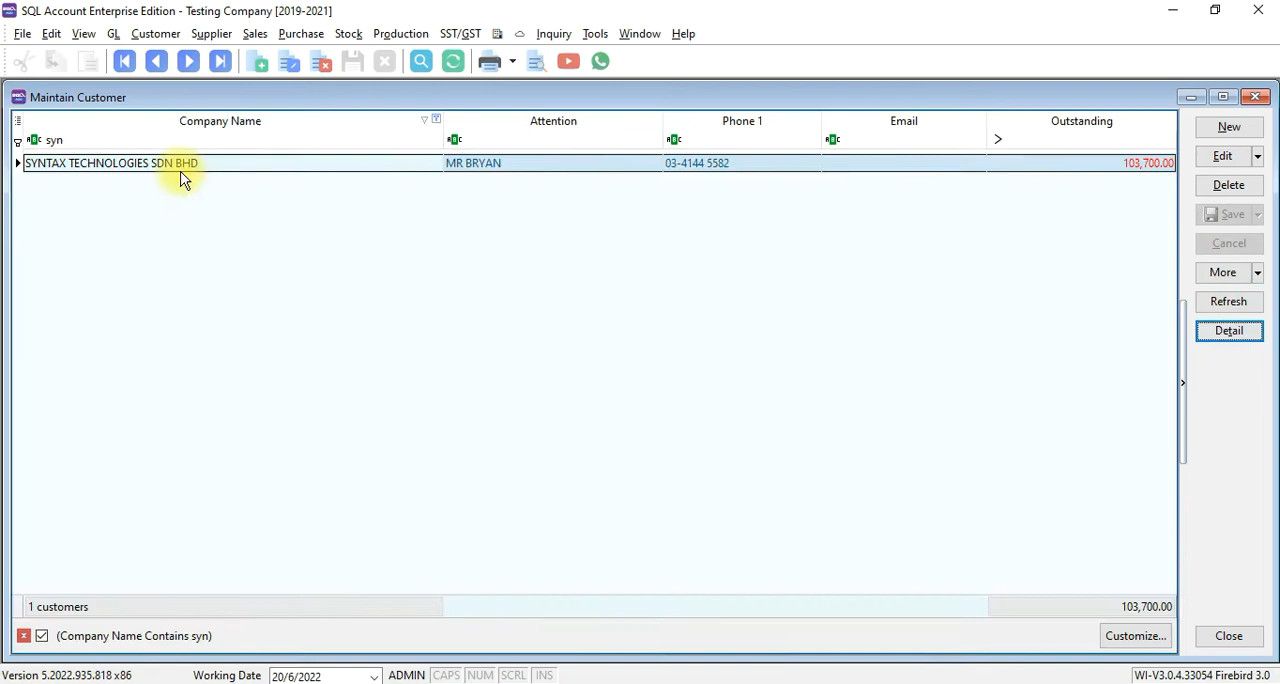 SQL Account Enterprise Edition - Testing Company [2019-2021]
File Edit View GL Customer Supplier Sales Purchase Stock Production SST/GST Inquiry Tools Window Help
Maintain Customer
Company Name Attention Phone 1 Email Outstanding
ABC syn ABC ABC ABC >
SYNTAX TECHNOLOGIES SDN BHD MR BRYAN 03-4144 5582 103,700.00
New
Edit
Delete
Save
Cancel
More
Refresh
Detail
1 customers 103,700.00
(Company Name Contains syn) Customize... Close
Version 5.2022.935.818 x86 Working Date 20/6/2022 ADMIN CAPS NUM SCRL INS WI-V3.0.4.33054 Firebird 3.0